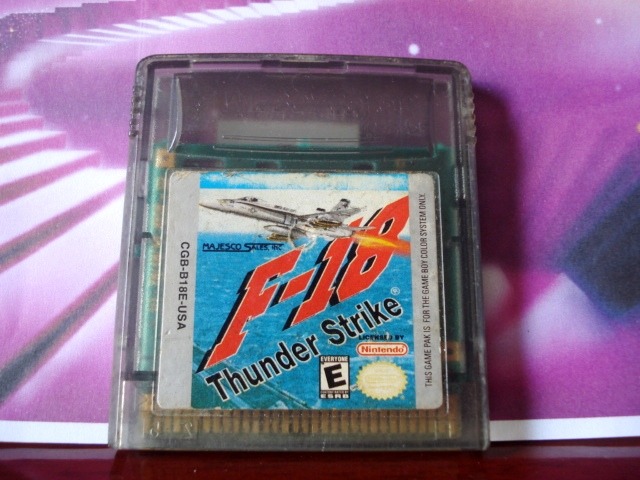 MAJESCO SALES, INC
F-18
®
Thunder Strike
LICENSED BY
Nintendo
EVERYONE
E
ESRB
CGB-B18E-USA
THIS GAME PAK IS FOR THE GAME BOY COLOR SYSTEM ONLY.